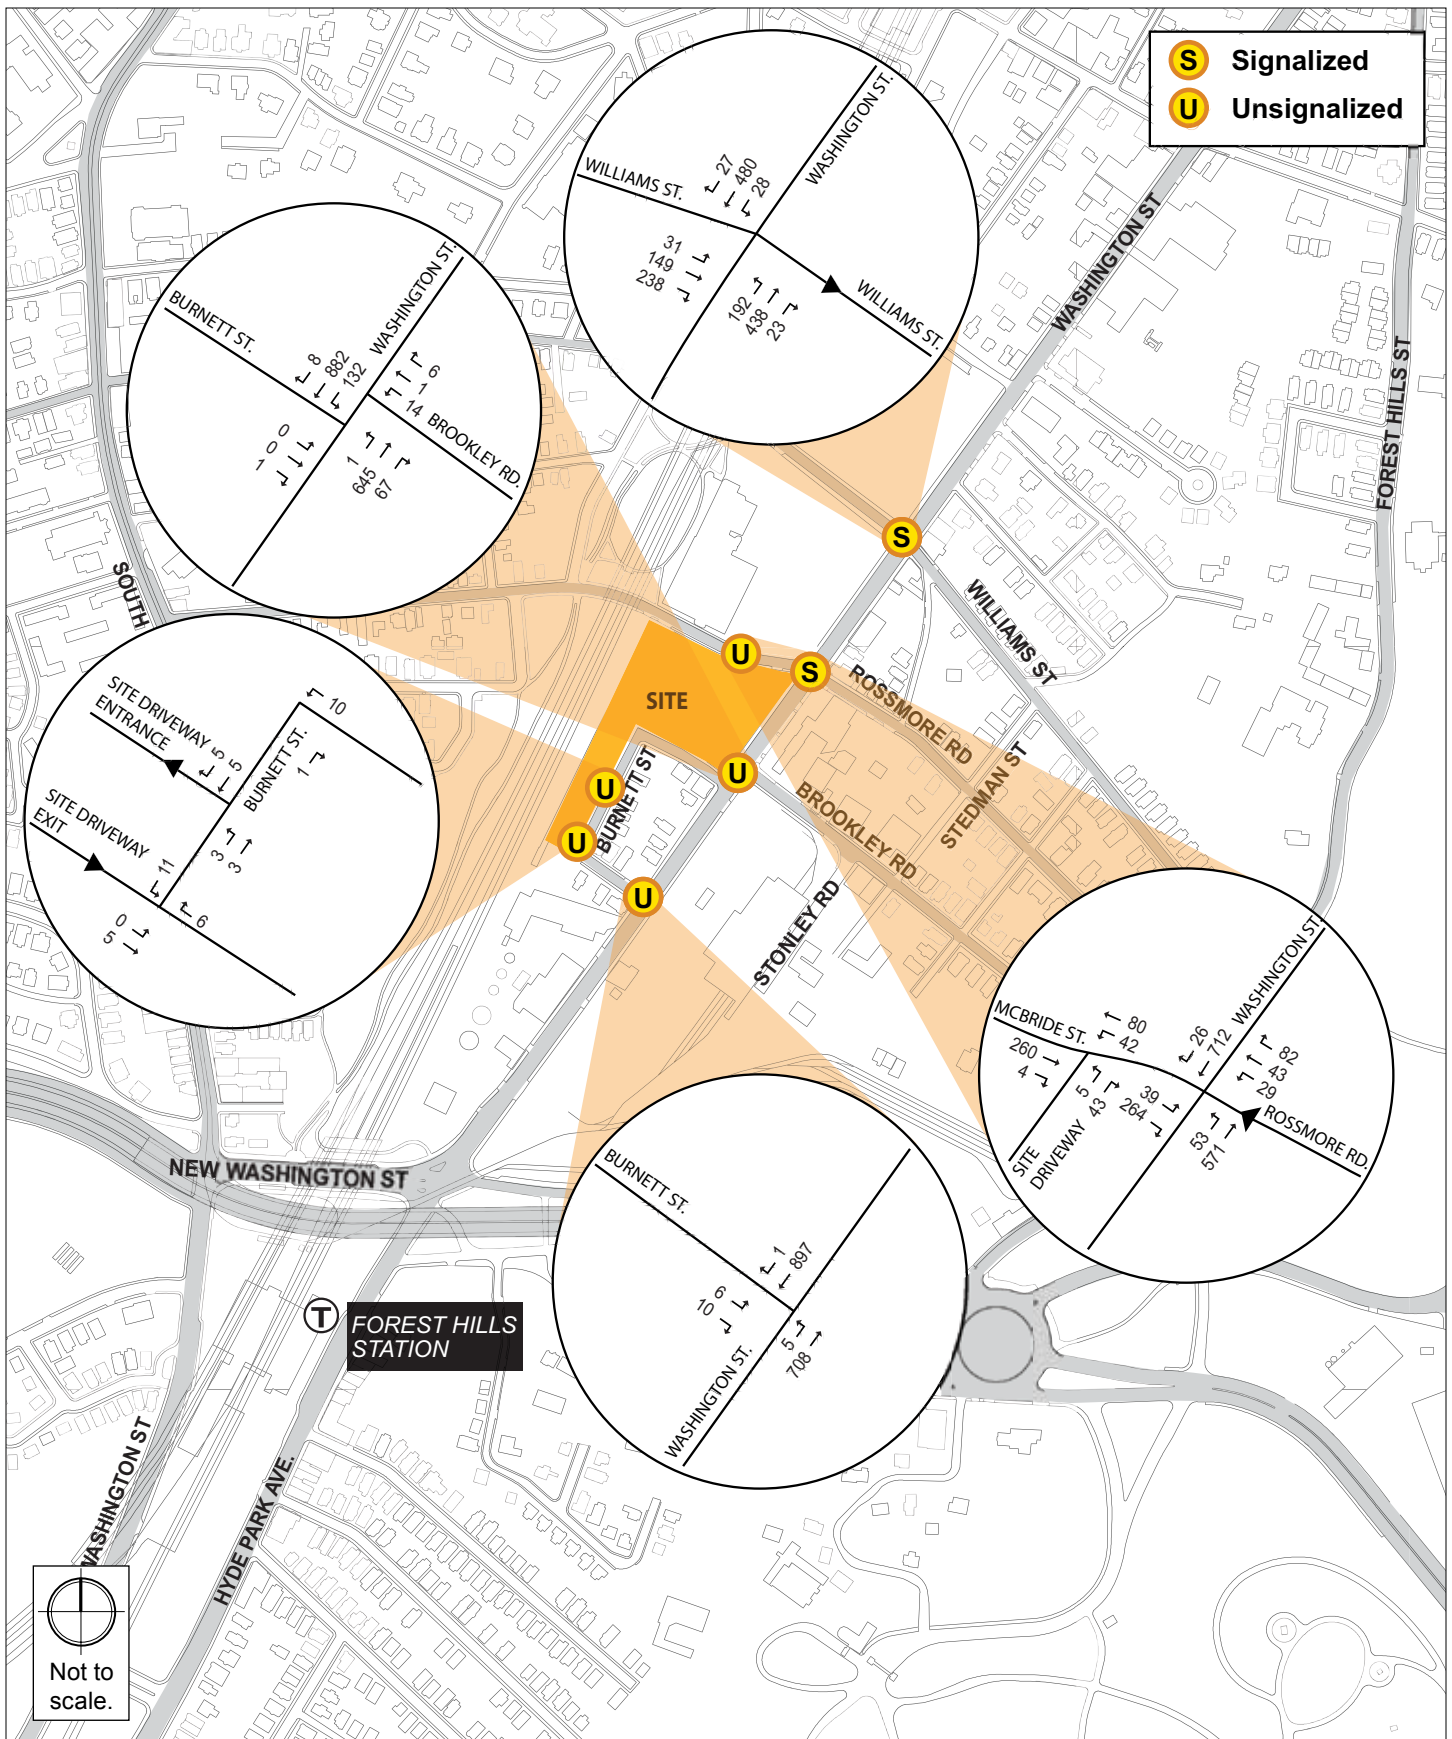 S Signalized
U Unsignalized
WASHINGTON ST.
WILLIAMS ST.
27
480
28
31
149
238
192
438
23
WILLIAMS ST.
WASHINGTON ST.
BURNETT ST.
8
882
132
6
1
14
BROOKLEY RD.
0
0
1
1
645
67
WASHINGTON ST
FOREST HILLS ST
SOUTH
S
WILLIAMS ST
U
S
SITE
ROSSMORE RD
STEDMAN ST
BROOKLEY RD
U
U
BURNETT ST
U
U
STONLEY RD
SITE DRIVEWAY
ENTRANCE
5
5
BURNETT ST.
10
1
SITE DRIVEWAY
EXIT
11
3
3
6
0
5
WASHINGTON ST.
MCBRIDE ST.
80
42
26
712
260
4
82
43
29
5
43
39
264
53
571
SITE
DRIVEWAY
ROSSMORE RD.
NEW WASHINGTON ST
BURNETT ST.
1
897
6
10
5
708
WASHINGTON ST.
T
FOREST HILLS
STATION
WASHINGTON ST
HYDE PARK AVE.
Not to
scale.